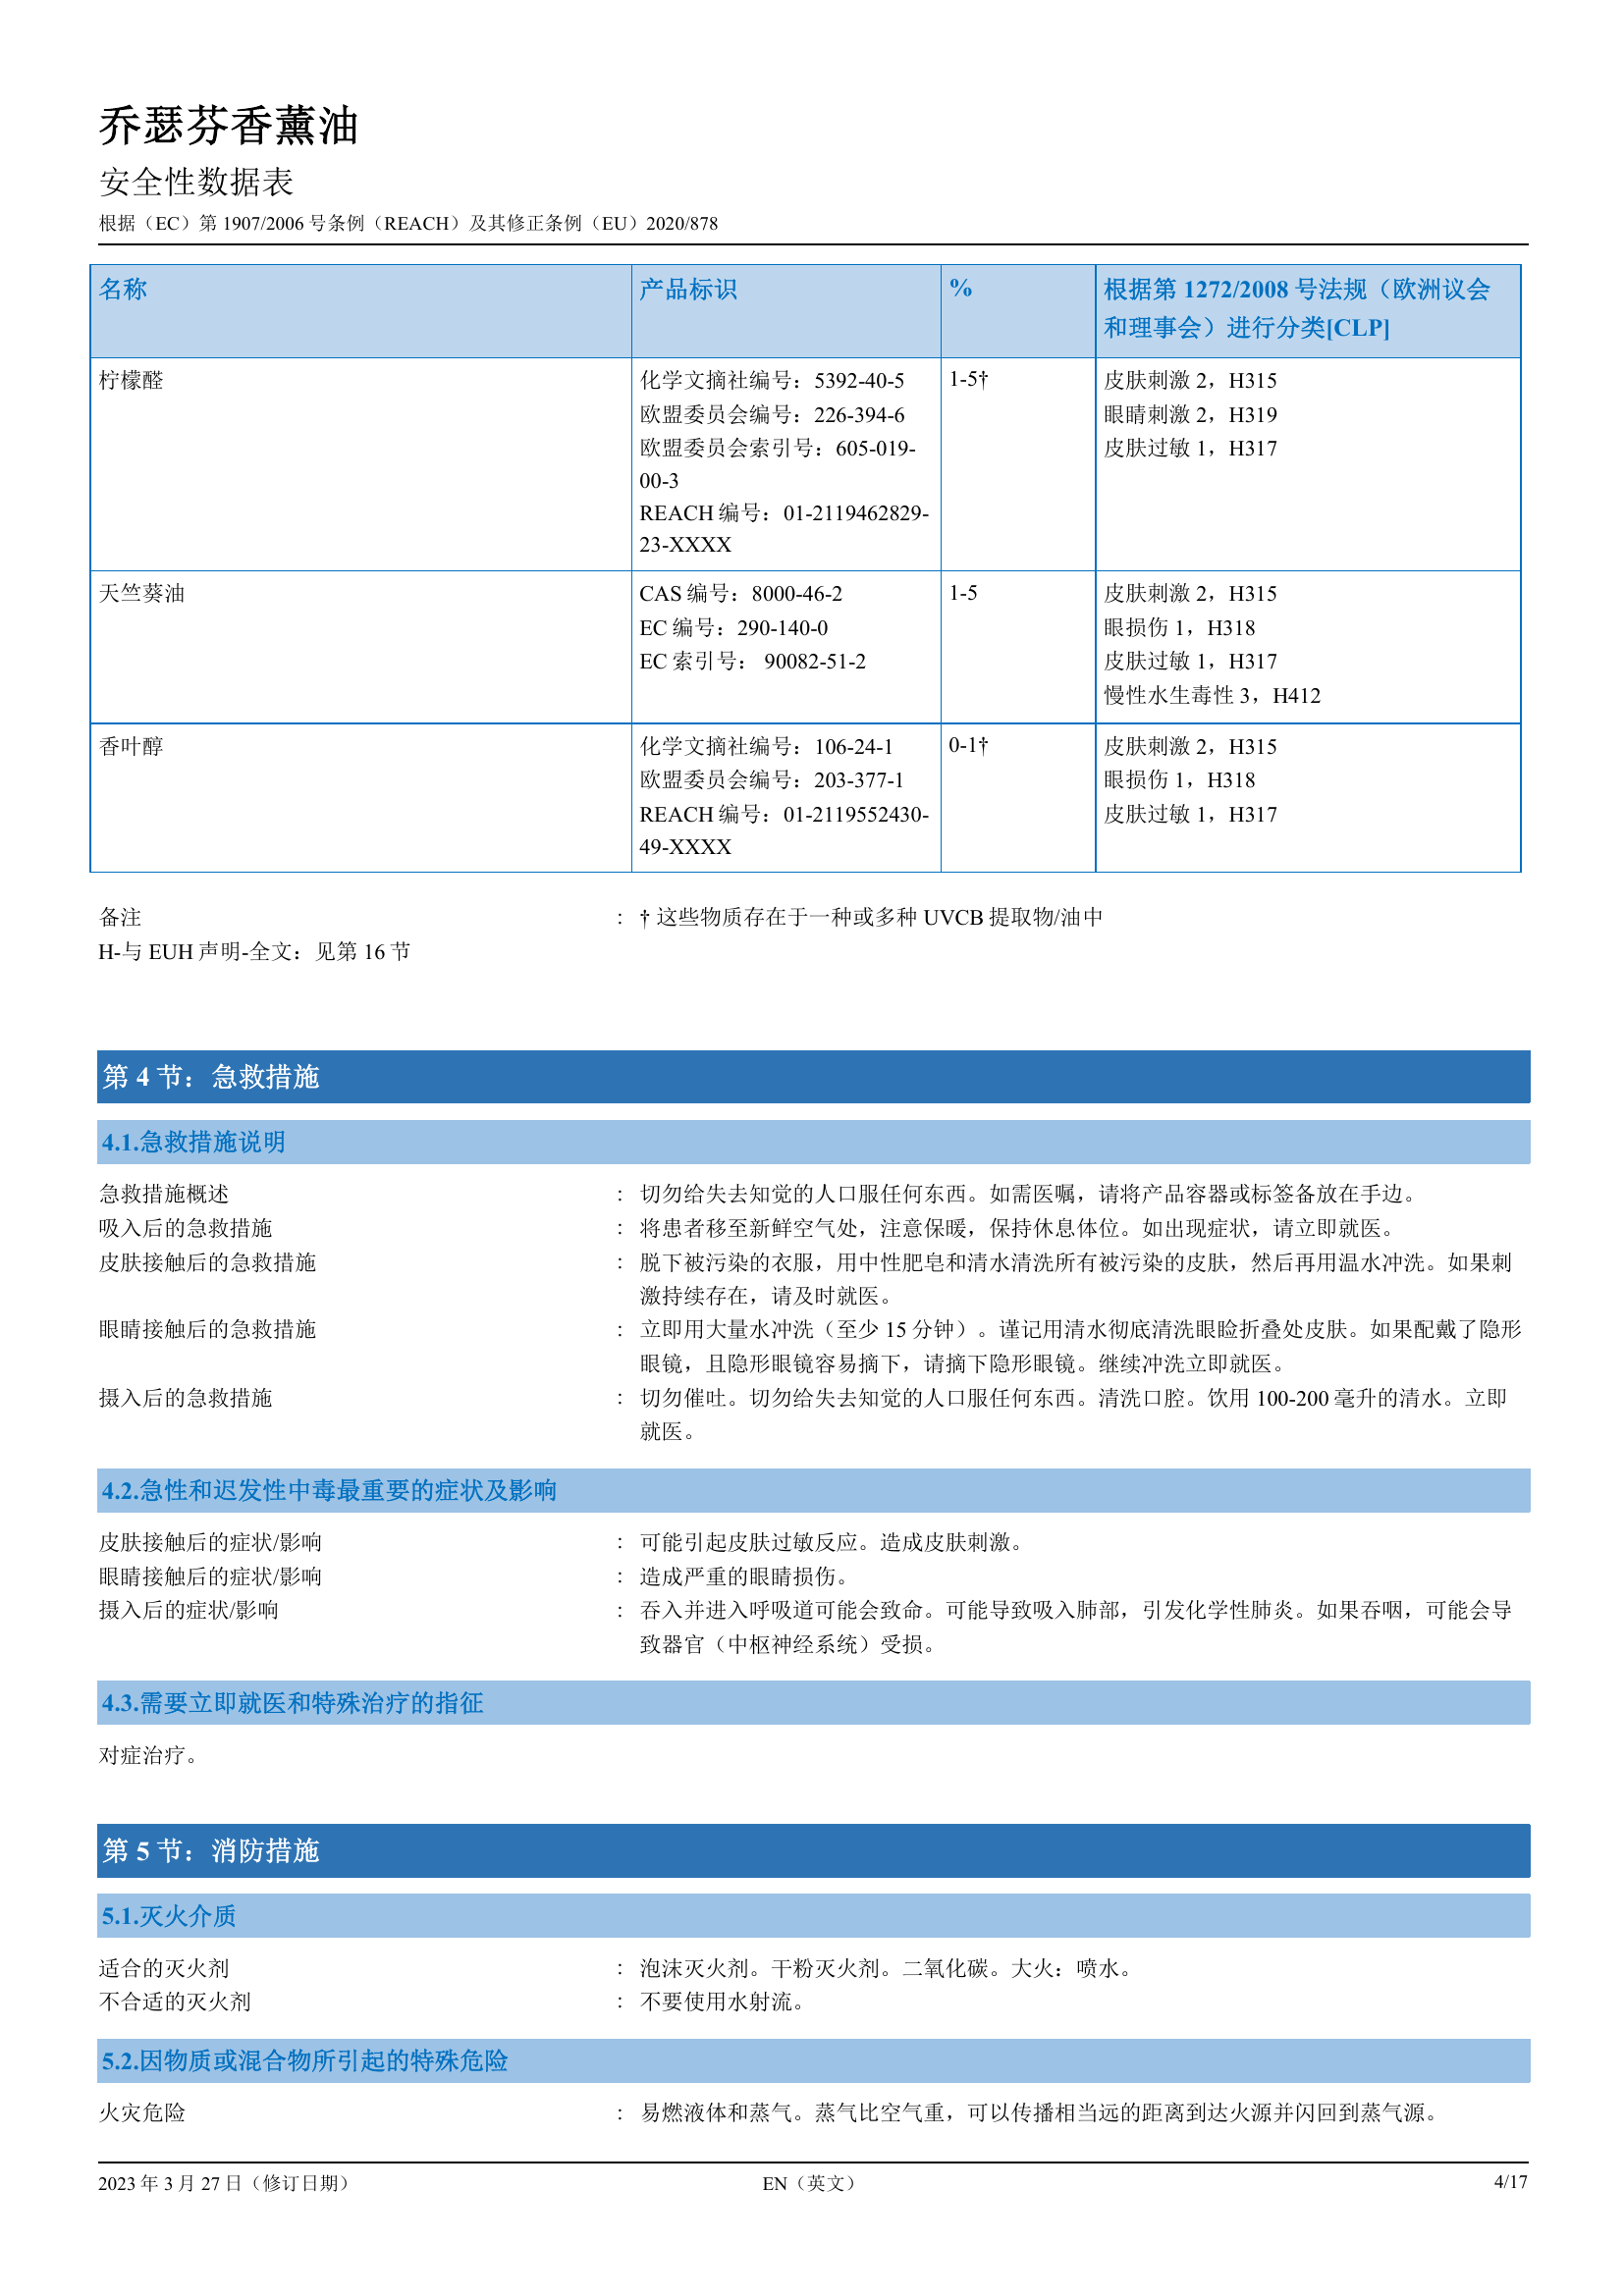 乔瑟芬香薰油
安全性数据表
根据（EC）第 1907/2006 号条例（REACH）及其修正条例（EU）2020/878
名称 产品标识 % 根据第 1272/2008 号法规（欧洲议会
和理事会）进行分类[CLP]
柠檬醛 化学文摘社编号：5392-40-5 1-5† 皮肤刺激 2，H315
欧盟委员会编号：226-394-6 眼睛刺激 2，H319
欧盟委员会索引号：605-019- 皮肤过敏 1，H317
00-3
REACH 编号：01-2119462829-
23-XXXX
天竺葵油 CAS 编号：8000-46-2 1-5 皮肤刺激 2，H315
EC 编号：290-140-0 眼损伤 1，H318
EC 索引号： 90082-51-2 皮肤过敏 1，H317
慢性水生毒性 3，H412
香叶醇 化学文摘社编号：106-24-1 0-1† 皮肤刺激 2，H315
欧盟委员会编号：203-377-1 眼损伤 1，H318
REACH 编号：01-2119552430- 皮肤过敏 1，H317
49-XXXX
备注 : † 这些物质存在于一种或多种 UVCB 提取物/油中
H-与 EUH 声明-全文：见第 16 节
第 4 节：急救措施
4.1.急救措施说明
急救措施概述 : 切勿给失去知觉的人口服任何东西。如需医嘱，请将产品容器或标签备放在手边。
吸入后的急救措施 : 将患者移至新鲜空气处，注意保暖，保持休息体位。如出现症状，请立即就医。
皮肤接触后的急救措施 : 脱下被污染的衣服，用中性肥皂和清水清洗所有被污染的皮肤，然后再用温水冲洗。如果刺
激持续存在，请及时就医。
眼睛接触后的急救措施 : 立即用大量水冲洗（至少 15 分钟）。谨记用清水彻底清洗眼睑折叠处皮肤。如果配戴了隐形
眼镜，且隐形眼镜容易摘下，请摘下隐形眼镜。继续冲洗立即就医。
摄入后的急救措施 : 切勿催吐。切勿给失去知觉的人口服任何东西。清洗口腔。饮用 100-200 毫升的清水。立即
就医。
4.2.急性和迟发性中毒最重要的症状及影响
皮肤接触后的症状/影响 : 可能引起皮肤过敏反应。造成皮肤刺激。
眼睛接触后的症状/影响 : 造成严重的眼睛损伤。
摄入后的症状/影响 : 吞入并进入呼吸道可能会致命。可能导致吸入肺部，引发化学性肺炎。如果吞咽，可能会导
致器官（中枢神经系统）受损。
4.3.需要立即就医和特殊治疗的指征
对症治疗。
第 5 节：消防措施
5.1.灭火介质
适合的灭火剂 : 泡沫灭火剂。干粉灭火剂。二氧化碳。大火：喷水。
不合适的灭火剂 : 不要使用水射流。
5.2.因物质或混合物所引起的特殊危险
火灾危险 : 易燃液体和蒸气。蒸气比空气重，可以传播相当远的距离到达火源并闪回到蒸气源。
2023 年 3 月 27 日（修订日期） EN（英文） 4/17